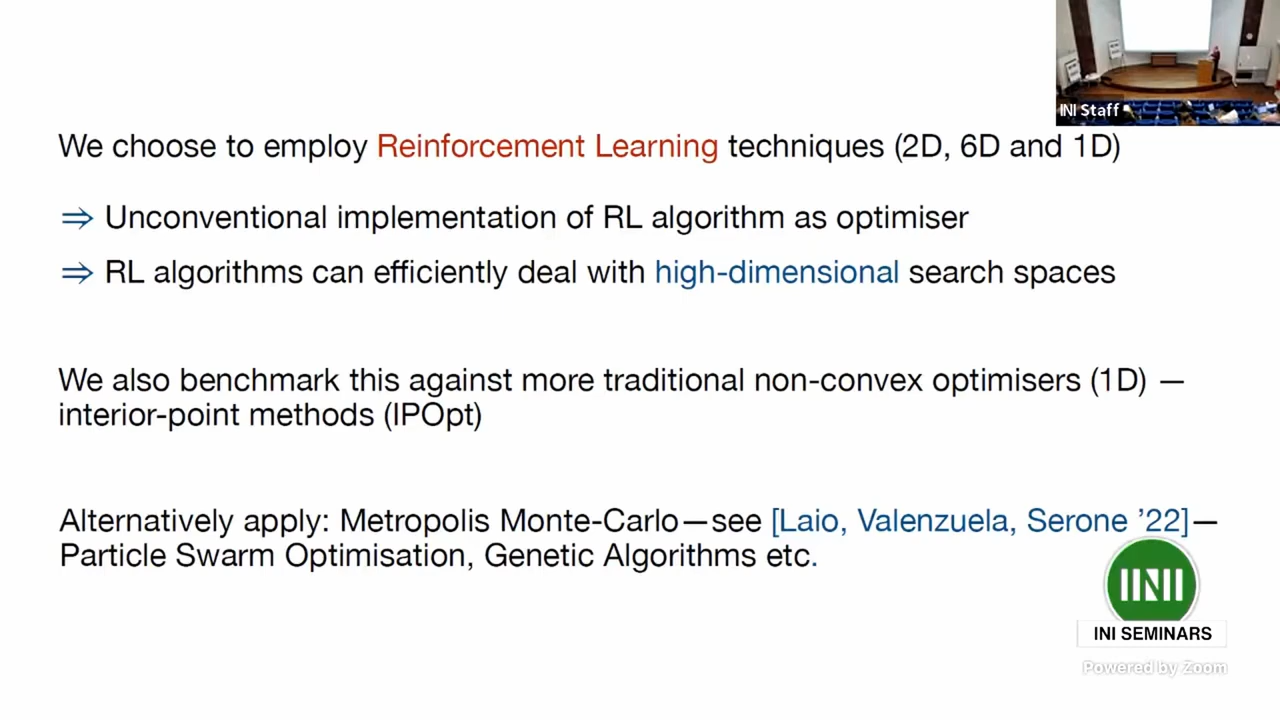 INI Staff
We choose to employ Reinforcement Learning techniques (2D, 6D and 1D)
⇒ Unconventional implementation of RL algorithm as optimiser
⇒ RL algorithms can efficiently deal with high-dimensional search spaces
We also benchmark this against more traditional non-convex optimisers (1D) —
interior-point methods (IPOpt)
Alternatively apply: Metropolis Monte-Carlo—see [Laio, Valenzuela, Serone ’22]—
Particle Swarm Optimisation, Genetic Algorithms etc.
INI
INI SEMINARS
Powered by Zoom